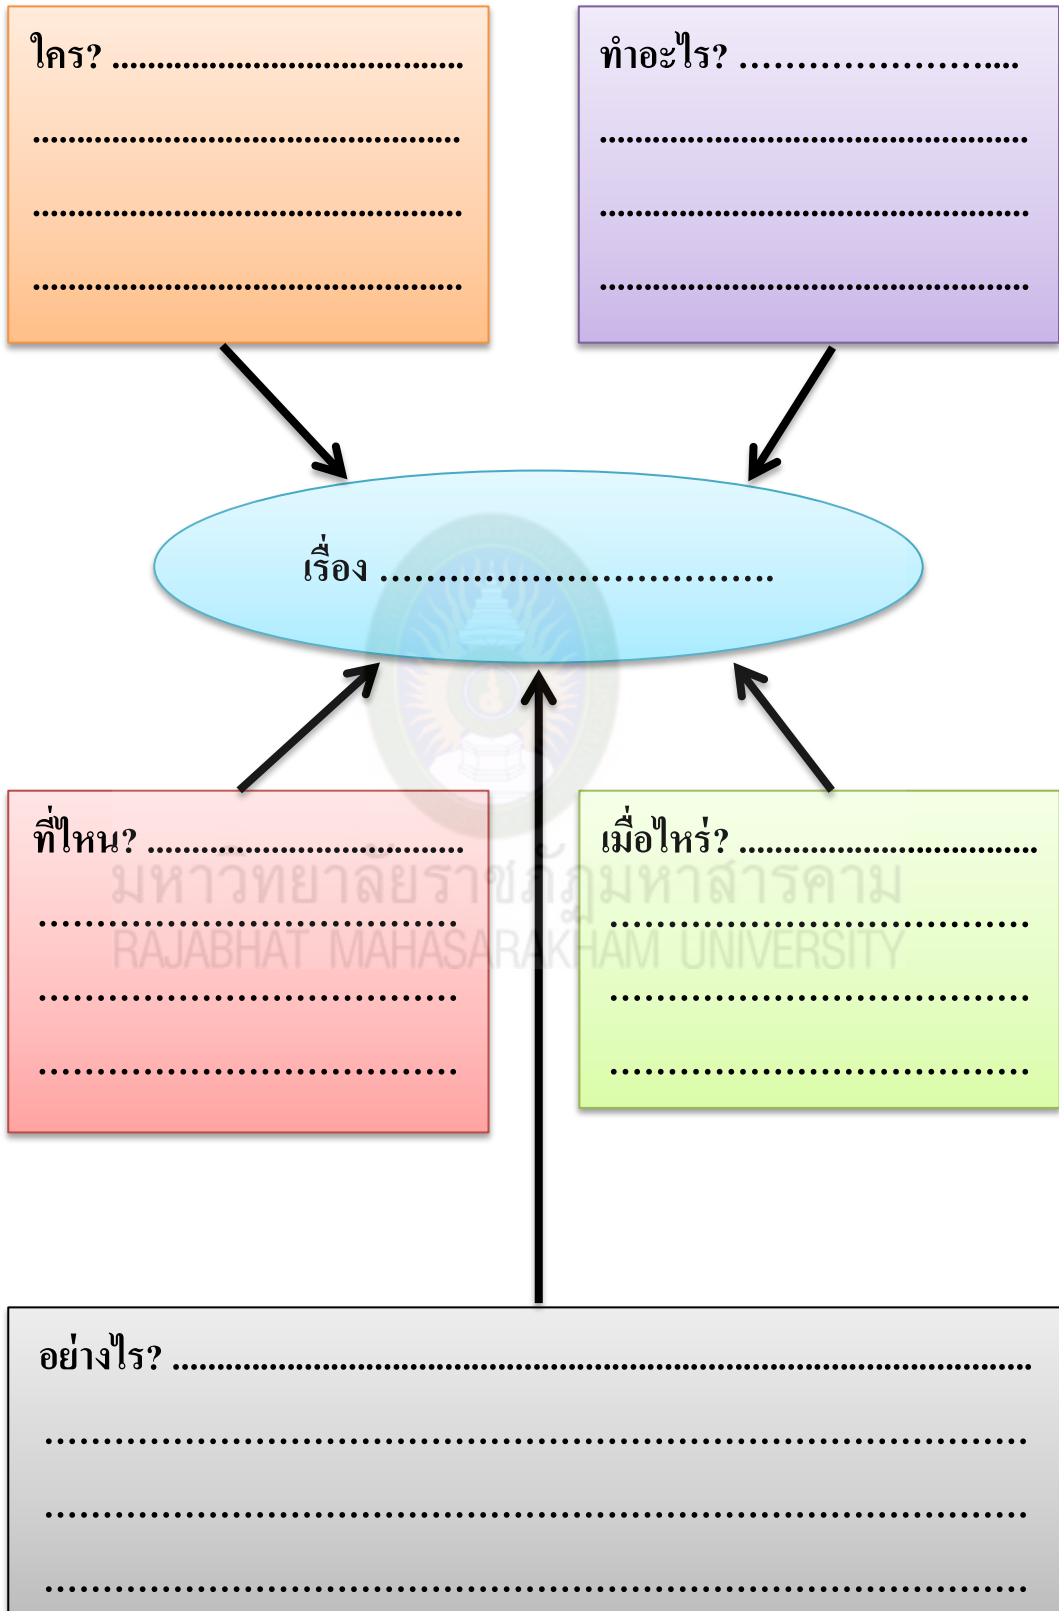 ใคร? ........................................
................................................
................................................
................................................
ทำอะไร? ……………………....
................................................
................................................
................................................
เรื่อง …………………………….
ที่ไหน? ....................................
………………………………
………………………………
………………………………
เมื่อไหร่? ..................................
………………………………
………………………………
………………………………
มหาวิทยาลัยราชภัฏมหาสารคาม
RAJABHAT MAHASARAKHAM UNIVERSITY
อย่างไร? ................................................................................................
……………………………………………………………………………
……………………………………………………………………………
……………………………………………………………………………